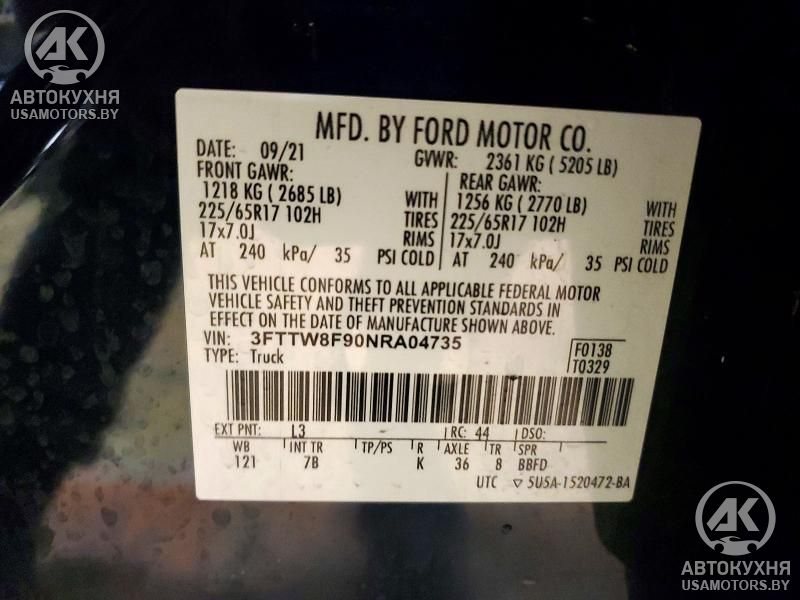 АК
АВТОКУХНЯ
USAMOTORS.BY
MFD. BY FORD MOTOR CO.
DATE: 09/21 GVWR: 2361 KG ( 5205 LB)
FRONT GAWR: REAR GAWR:
1218 KG ( 2685 LB) WITH 1256 KG ( 2770 LB) WITH
225/65R17 102H TIRES 225/65R17 102H TIRES
17x7.0J RIMS 17x7.0J RIMS
AT 240 kPa/ 35 PSI COLD AT 240 kPa/ 35 PSI COLD
THIS VEHICLE CONFORMS TO ALL APPLICABLE FEDERAL MOTOR
VEHICLE SAFETY AND THEFT PREVENTION STANDARDS IN
EFFECT ON THE DATE OF MANUFACTURE SHOWN ABOVE.
VIN: 3FTTW8F90NRA04735
TYPE: Truck
F0138
T0329
EXT PNT: L3 RC: 44 DSO:
WB INT TR TP/PS R AXLE TR SPR
121 7B K 36 8 BBFD
UTC ▽ 5U5A-1520472-BA
АК
АВТОКУХНЯ
USAMOTORS.BY